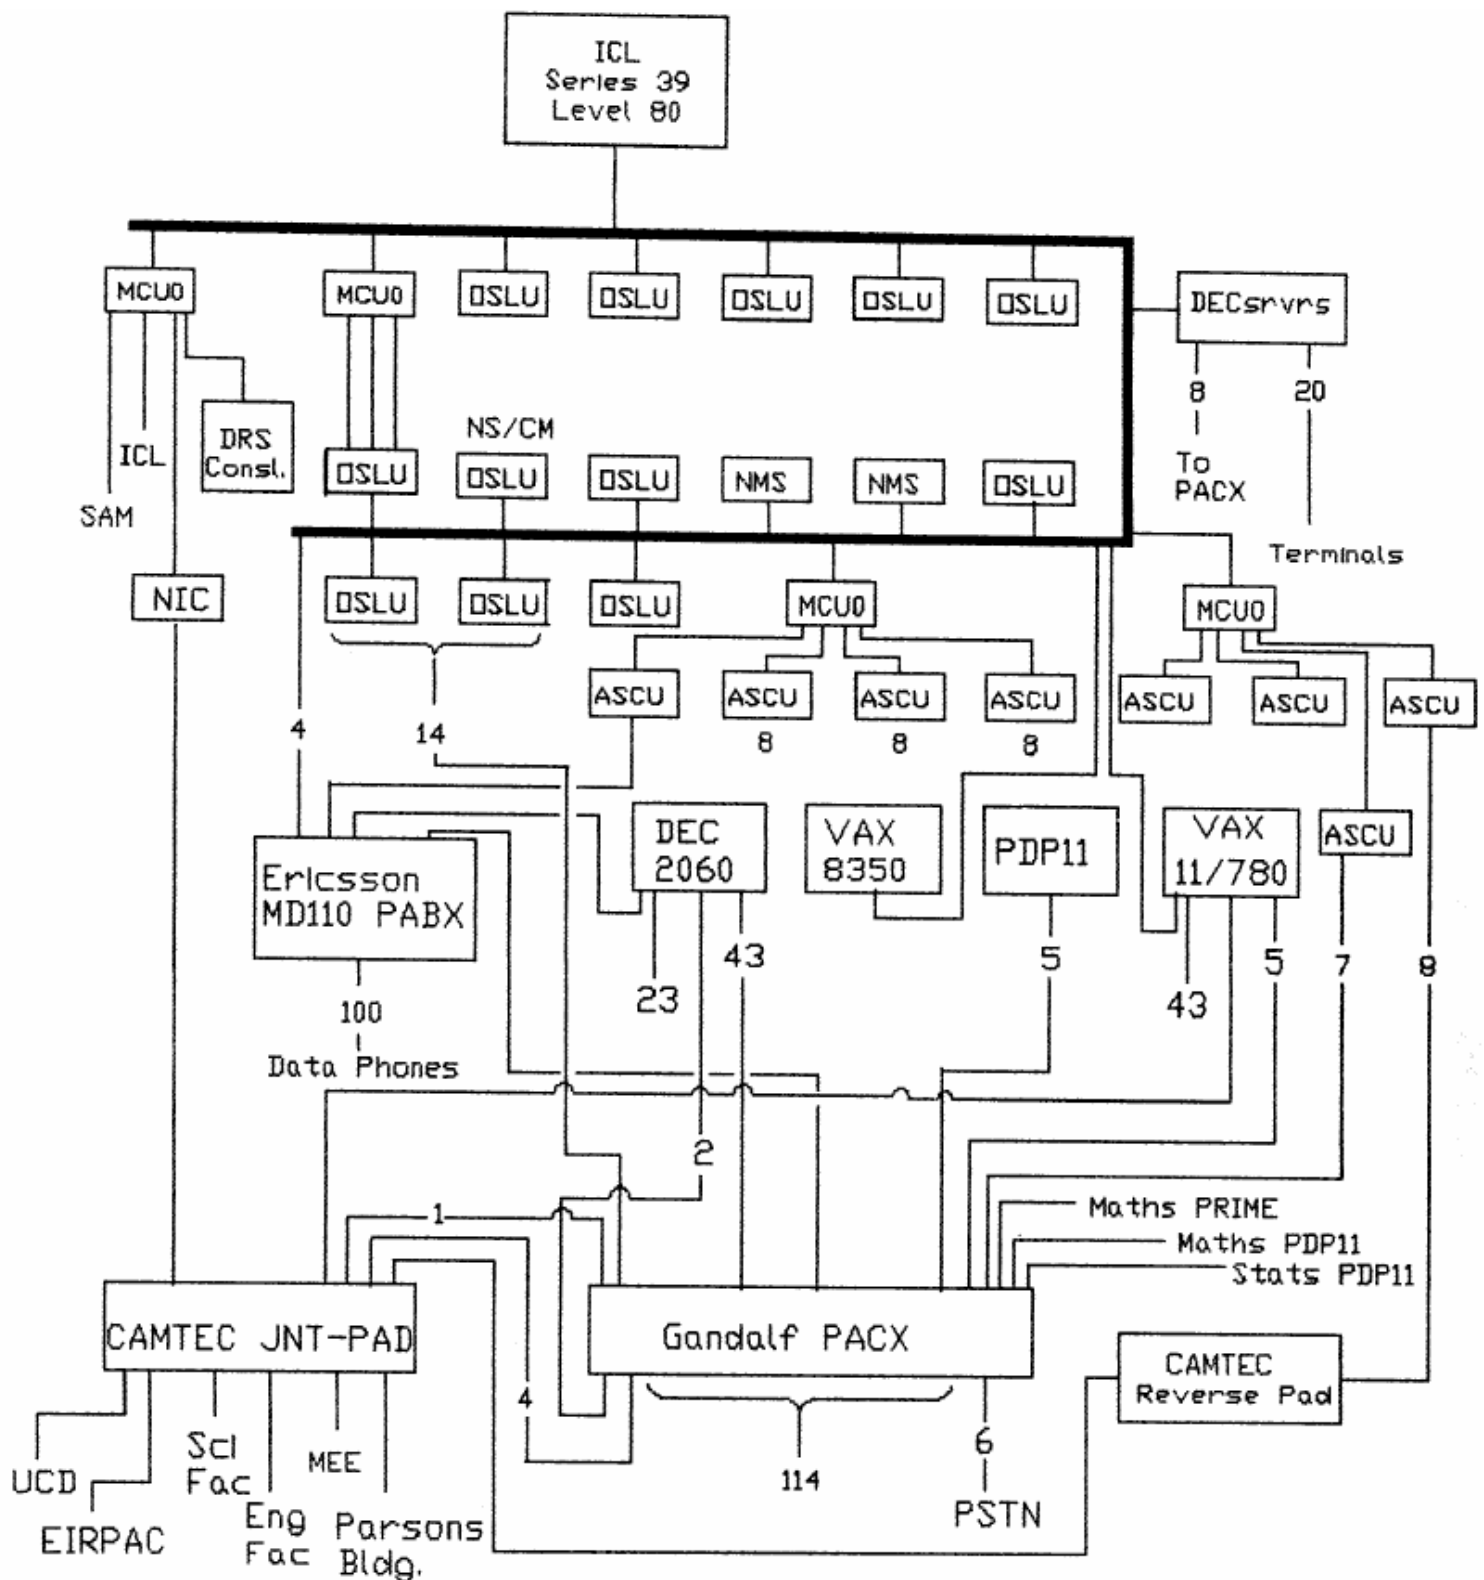 ICL
Series 39
Level 80
MCU0
MCU0
OSLU
OSLU
OSLU
OSLU
OSLU
DECsrvrs
8
20
To
PACX
Terminals
DRS
Consl.
ICL
SAM
NS/CM
OSLU
OSLU
OSLU
NMS
NMS
OSLU
NIC
OSLU
OSLU
OSLU
MCU0
MCU0
ASCU
ASCU
ASCU
ASCU
ASCU
ASCU
ASCU
4
14
8
8
8
DEC
2060
VAX
8350
PDP11
VAX
11/780
ASCU
Ericsson
MD110 PABX
43
5
5
7
8
23
43
100
Data Phones
2
1
Maths PRIME
Maths PDP11
Stats PDP11
CAMTEC JNT-PAD
Gandalf PACX
CAMTEC
Reverse Pad
4
6
114
PSTN
UCD
EIRPAC
Sci
Fac
Eng
Fac
MEE
Parsons
Bldg.